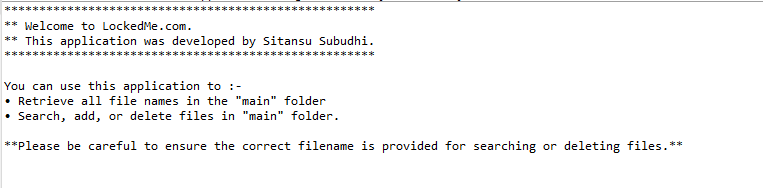 *****************************************************
** Welcome to LockedMe.com.
** This application was developed by Sitansu Subudhi.
*****************************************************
You can use this application to :-
• Retrieve all file names in the "main" folder
• Search, add, or delete files in "main" folder.
**Please be careful to ensure the correct filename is provided for searching or deleting files.**